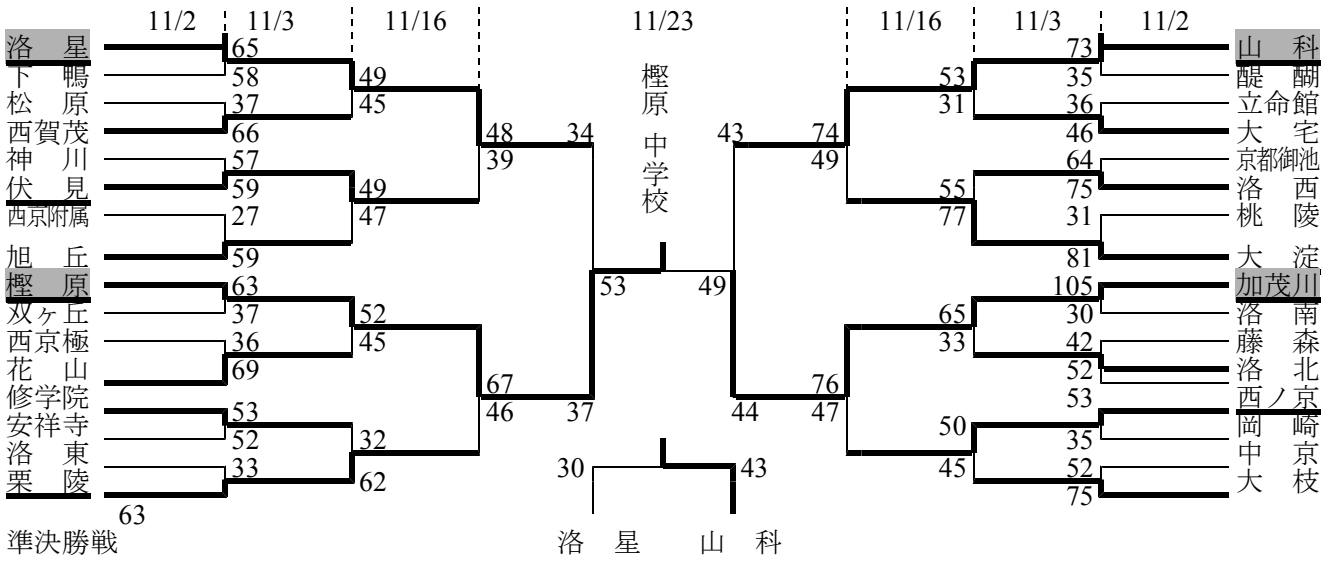 11/2 11/3 11/16 11/23 11/16 11/3 11/2
洛星 65 73 山科
下鴨 58 49 53 35 醍醐
松原 37 45 31 36 立命館
西賀茂 66 48 34 43 74 46 大宅
神川 57 39 49 64 京都御池
伏見 59 49 55 75 洛西
西京附属 27 47 77 31 桃陵
旭丘 59 81 大淀
樫原中学校
樫原 63 53 49 105 加茂川
双ヶ丘 37 52 65 30 洛南
西京極 36 45 33 42 藤森
花山 69 67 76 52 洛北
修学院 46 37 44 47 53 西ノ京
安祥寺 53 50 岡崎
洛東 52 32 35 中京
栗陵 33 62 30 43 45 52 大枝
63 75
準決勝戦 洛星 山科